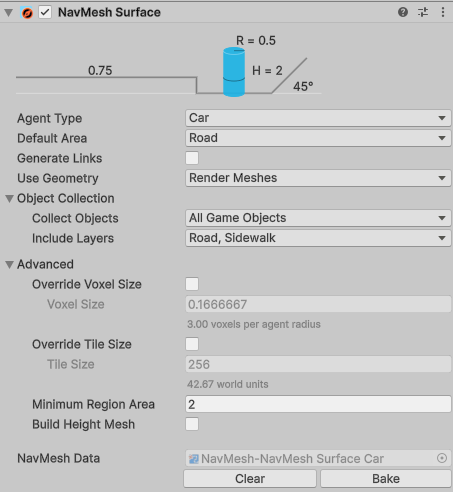 NavMesh Surface
R = 0.5
0.75
H = 2
45°
Agent Type Car
Default Area Road
Generate Links
Use Geometry Render Meshes
Object Collection
Collect Objects All Game Objects
Include Layers Road, Sidewalk
Advanced
Override Voxel Size
Voxel Size 0.1666667
3.00 voxels per agent radius
Override Tile Size
Tile Size 256
42.67 world units
Minimum Region Area 2
Build Height Mesh
NavMesh Data NavMesh-NavMesh Surface Car
Clear Bake